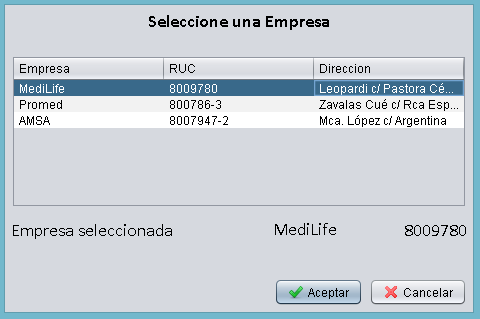 Seleccione una Empresa
Empresa RUC Direccion
MediLife 8009780 Leopardi c/ Pastora Cé...
Promed 800786-3 Zavalas Cué c/ Rca Esp...
AMSA 8007947-2 Mca. López c/ Argentina
Empresa seleccionada MediLife 8009780
Aceptar Cancelar